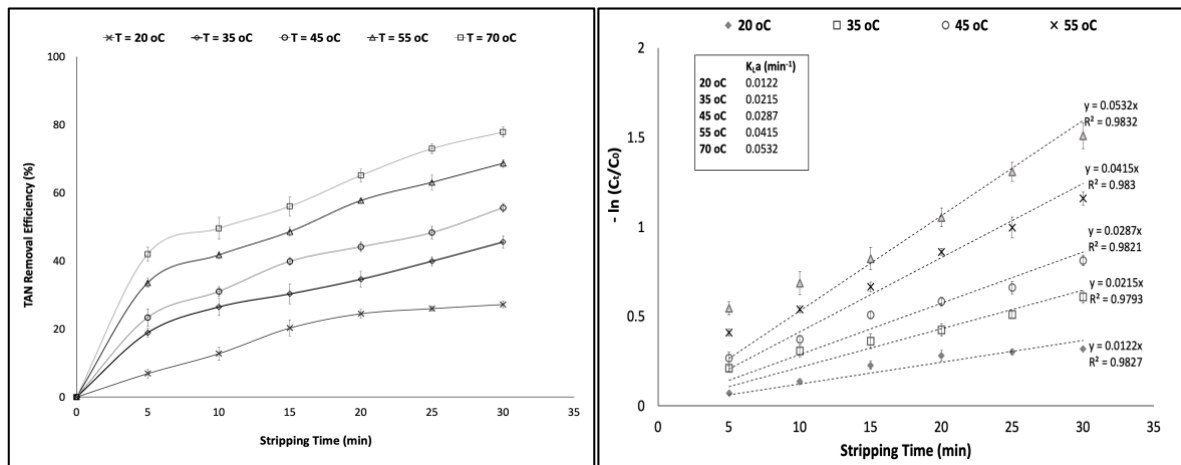 T = 20 oC T = 35 oC T = 45 oC T = 55 oC T = 70 oC
100
80
60
40
20
0
TAN Removal Efficiency (%)
0 5 10 15 20 25 30 35
Stripping Time (min)
20 oC 35 oC 45 oC 55 oC
2
1.5
1
0.5
0
- ln (Ct/C0)
KLa (min-1)
20 oC 0.0122
35 oC 0.0215
45 oC 0.0287
55 oC 0.0415
70 oC 0.0532
y = 0.0532x
R² = 0.9832
y = 0.0415x
R² = 0.983
y = 0.0287x
R² = 0.9821
y = 0.0215x
R² = 0.9793
y = 0.0122x
R² = 0.9827
0 5 10 15 20 25 30 35
Stripping Time (min)